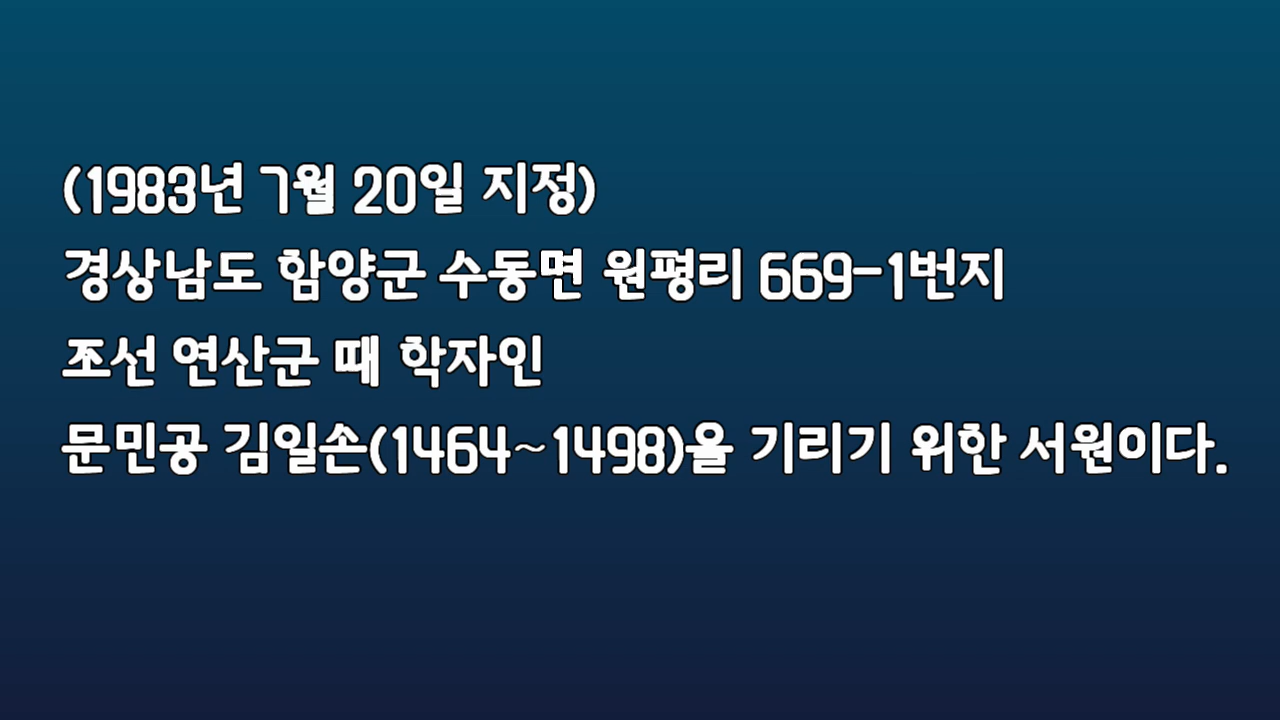 (1983년 7월 20일 지정)
경상남도 함양군 수동면 원평리 669-1번지
조선 연산군 때 학자인
문민공 김일손(1464~1498)을 기리기 위한 서원이다.